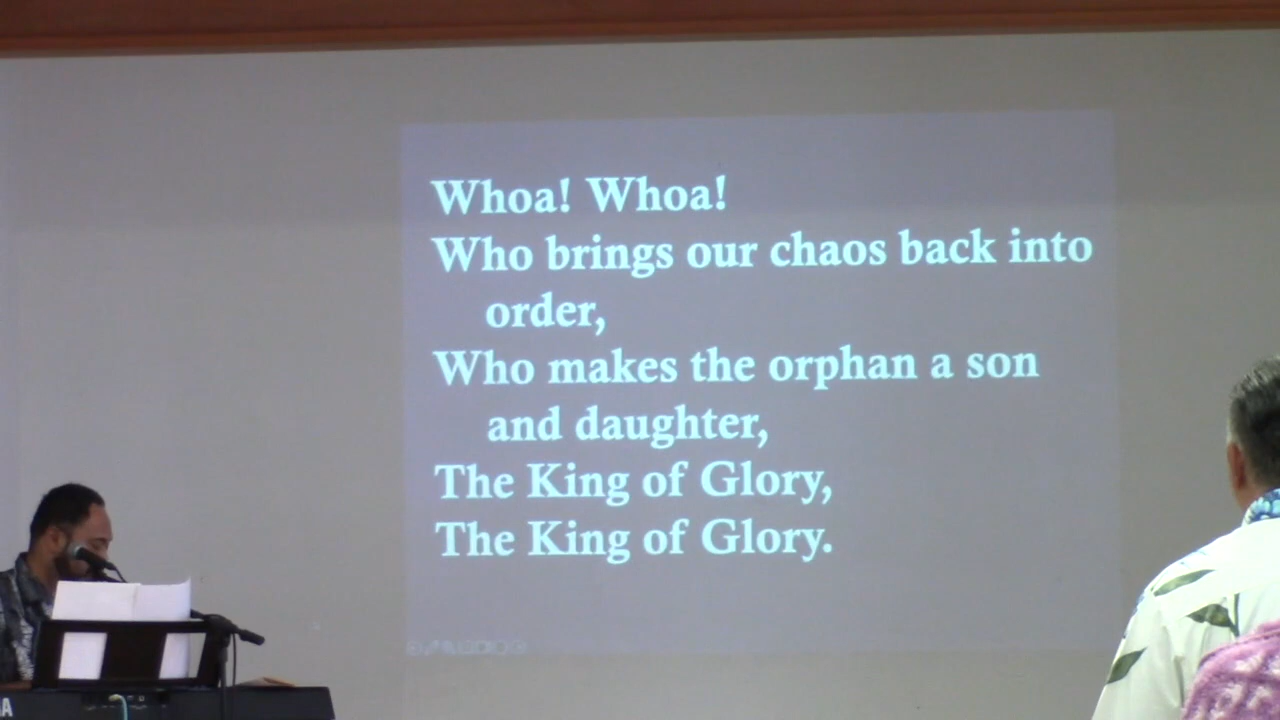 Whoa! Whoa!
Who brings our chaos back into
order,
Who makes the orphan a son
and daughter,
The King of Glory,
The King of Glory.